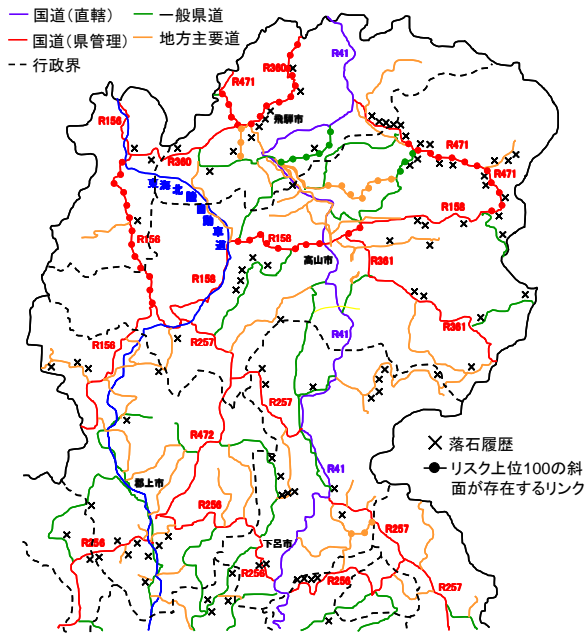 国道(直轄)
一般県道
国道(県管理)
地方主要道
行政界
R41
R360
R471
R156
飛騨市
R471
R360
R471
東海北陸自動車道
R156
R158
R158
高山市
R361
R158
R41
R361
R156
R257
R257
R472
R41
郡上市
R256
R257
R256
下呂市
R256
R256
R257
落石履歴
リスク上位100の斜
面が存在するリンク